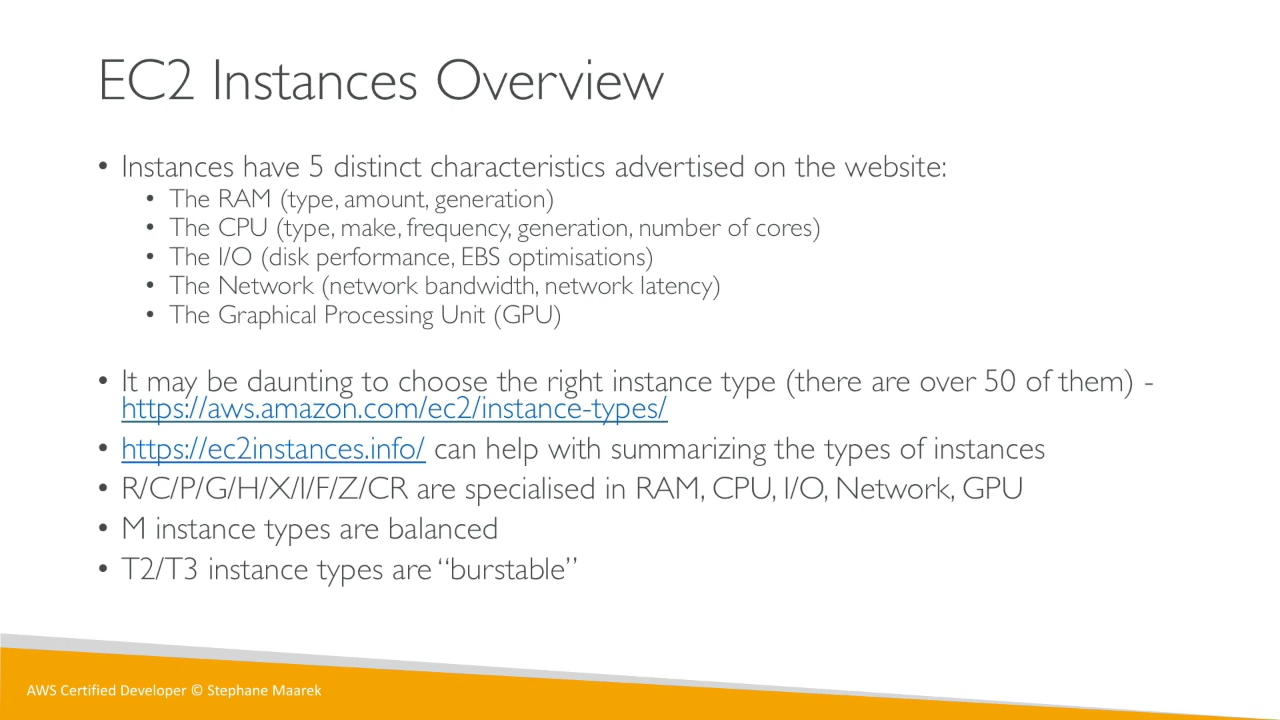 EC2 Instances Overview
• Instances have 5 distinct characteristics advertised on the website:
• The RAM (type, amount, generation)
• The CPU (type, make, frequency, generation, number of cores)
• The I/O (disk performance, EBS optimisations)
• The Network (network bandwidth, network latency)
• The Graphical Processing Unit (GPU)
• It may be daunting to choose the right instance type (there are over 50 of them) -
https://aws.amazon.com/ec2/instance-types/
• https://ec2instances.info/ can help with summarizing the types of instances
• R/C/P/G/H/X/I/F/Z/CR are specialised in RAM, CPU, I/O, Network, GPU
• M instance types are balanced
• T2/T3 instance types are “burstable”
AWS Certified Developer © Stephane Maarek